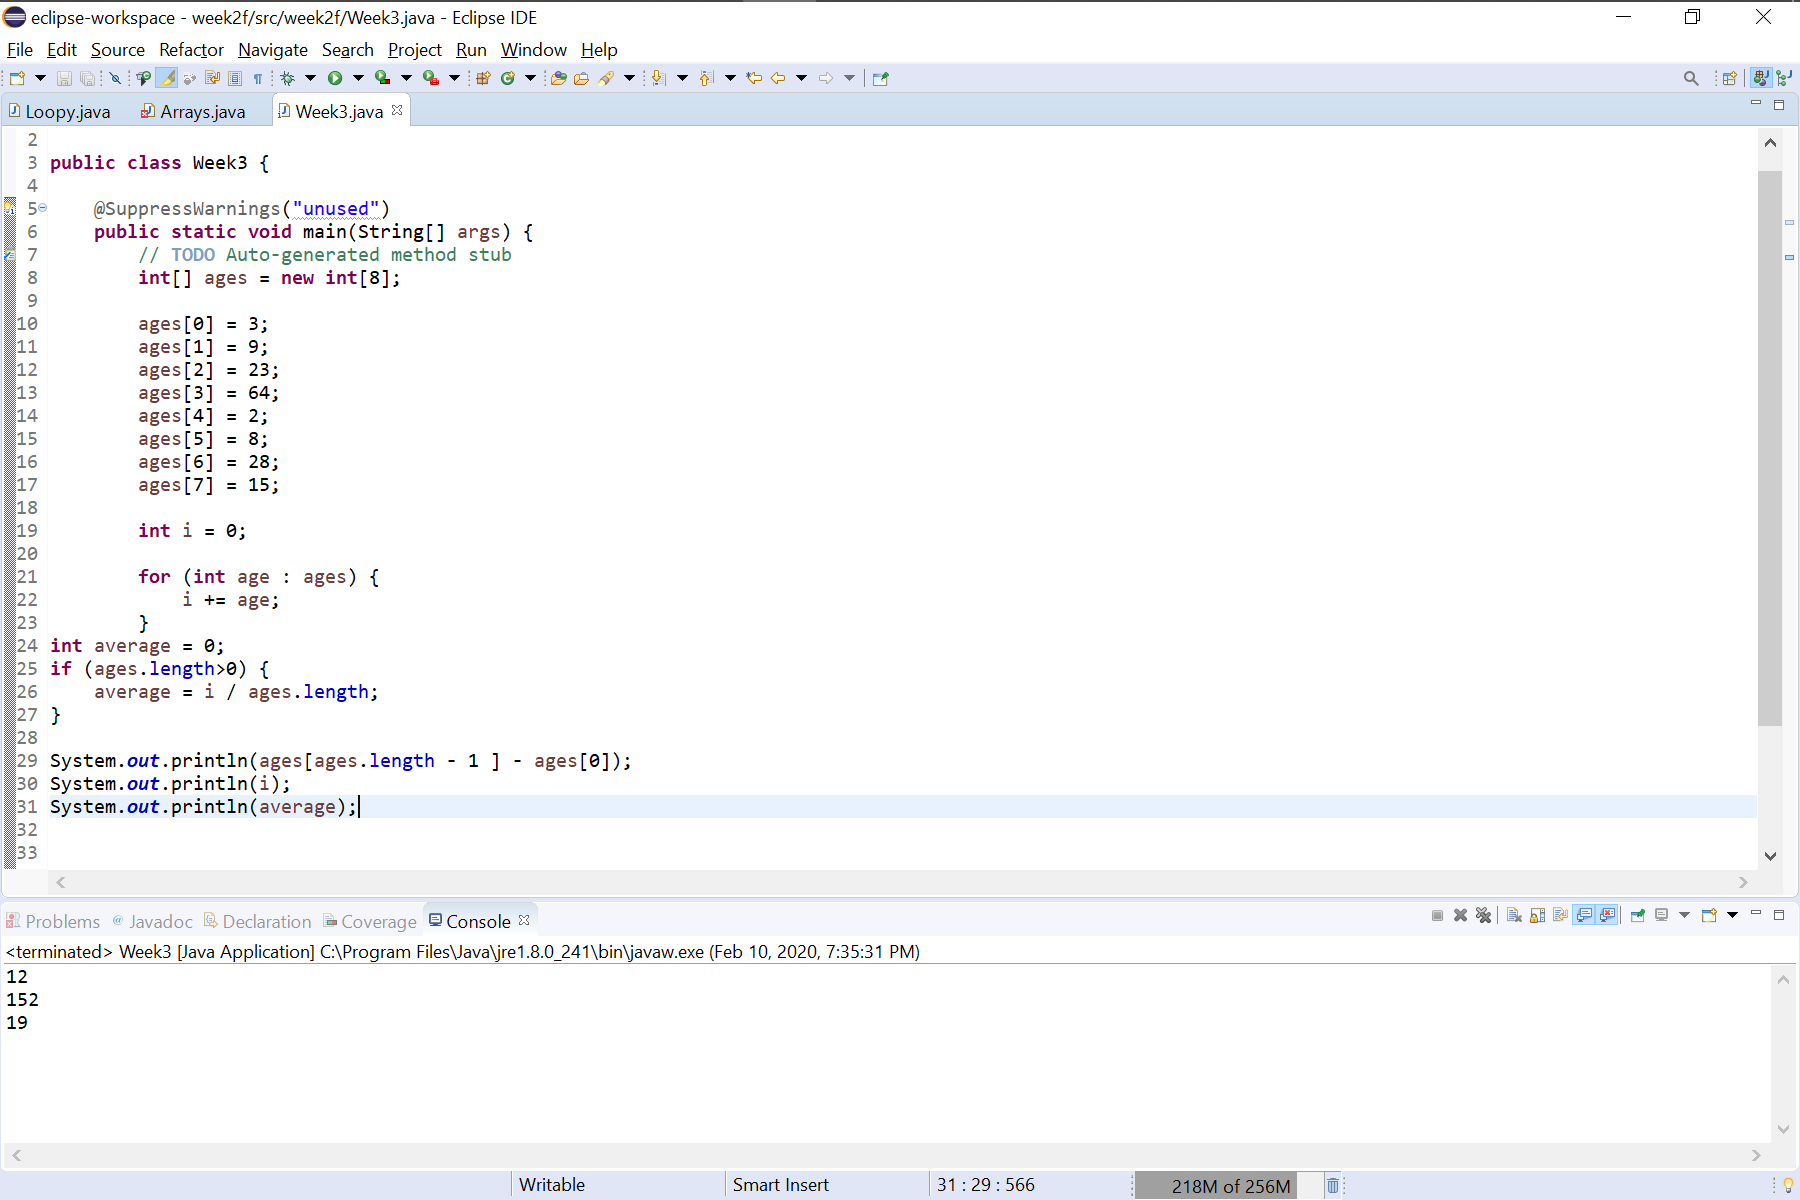 eclipse-workspace - week2f/src/week2f/Week3.java - Eclipse IDE
File Edit Source Refactor Navigate Search Project Run Window Help
Loopy.java Arrays.java Week3.java
2
3 public class Week3 {
4
5 @SuppressWarnings("unused")
6 public static void main(String[] args) {
7 // TODO Auto-generated method stub
8 int[] ages = new int[8];
9
10 ages[0] = 3;
11 ages[1] = 9;
12 ages[2] = 23;
13 ages[3] = 64;
14 ages[4] = 2;
15 ages[5] = 8;
16 ages[6] = 28;
17 ages[7] = 15;
18
19 int i = 0;
20
21 for (int age : ages) {
22 i += age;
23 }
24 int average = 0;
25 if (ages.length>0) {
26 average = i / ages.length;
27 }
28
29 System.out.println(ages[ages.length - 1 ] - ages[0]);
30 System.out.println(i);
31 System.out.println(average);
32
33
Problems @ Javadoc Declaration Coverage Console
<terminated> Week3 [Java Application] C:\Program Files\Java\jre1.8.0_241\bin\javaw.exe (Feb 10, 2020, 7:35:31 PM)
12
152
19
Writable Smart Insert 31 : 29 : 566 218M of 256M